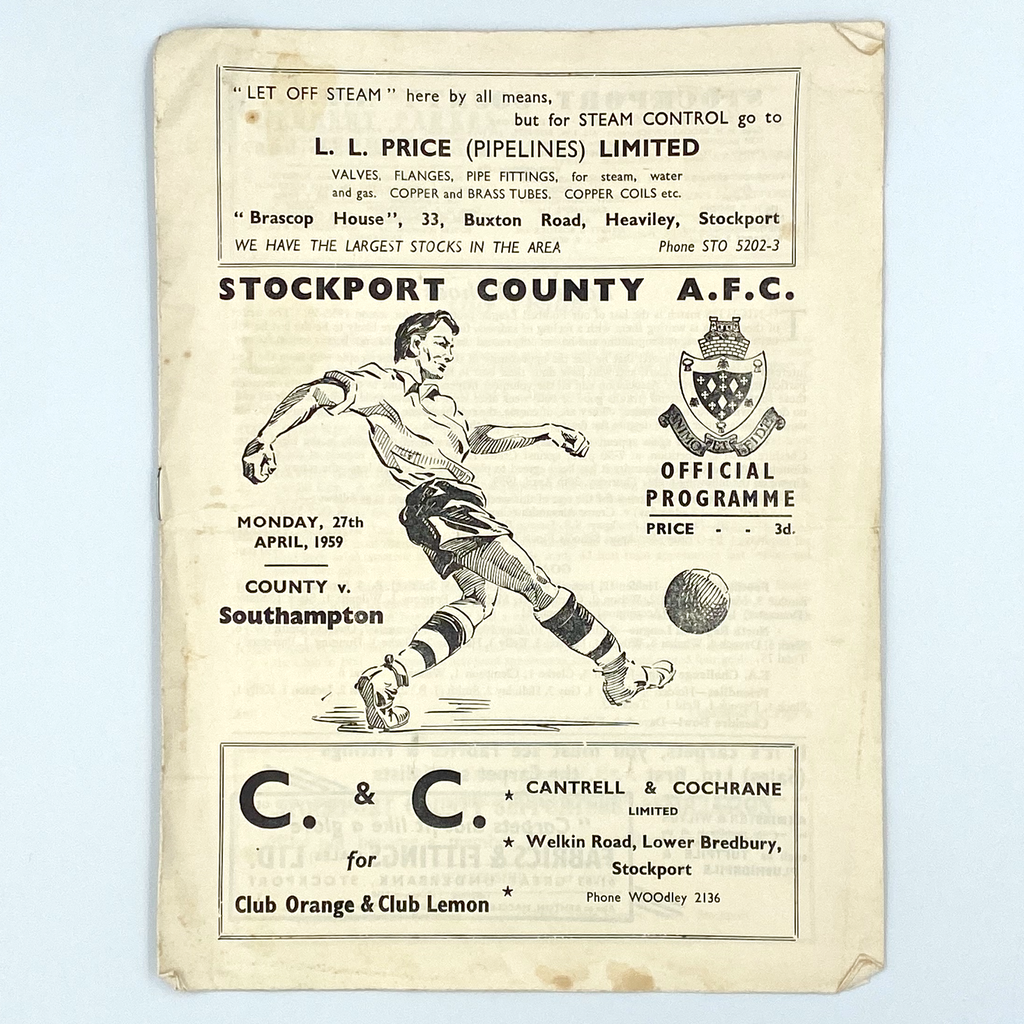 "LET OFF STEAM" here by all means,
but for STEAM CONTROL go to
L. L. PRICE (PIPELINES) LIMITED
VALVES, FLANGES, PIPE FITTINGS, for steam, water
and gas. COPPER and BRASS TUBES. COPPER COILS etc.
"Brascop House", 33, Buxton Road, Heaviley, Stockport
WE HAVE THE LARGEST STOCKS IN THE AREA Phone STO 5202-3
STOCKPORT COUNTY A.F.C.
ANIMO ET FIDE
OFFICIAL
PROGRAMME
PRICE - - 3d.
MONDAY, 27th
APRIL, 1959
COUNTY v.
Southampton
C. & C.
for
Club Orange & Club Lemon
★ CANTRELL & COCHRANE
LIMITED
★ Welkin Road, Lower Bredbury,
Stockport
★ Phone WOOdley 2136